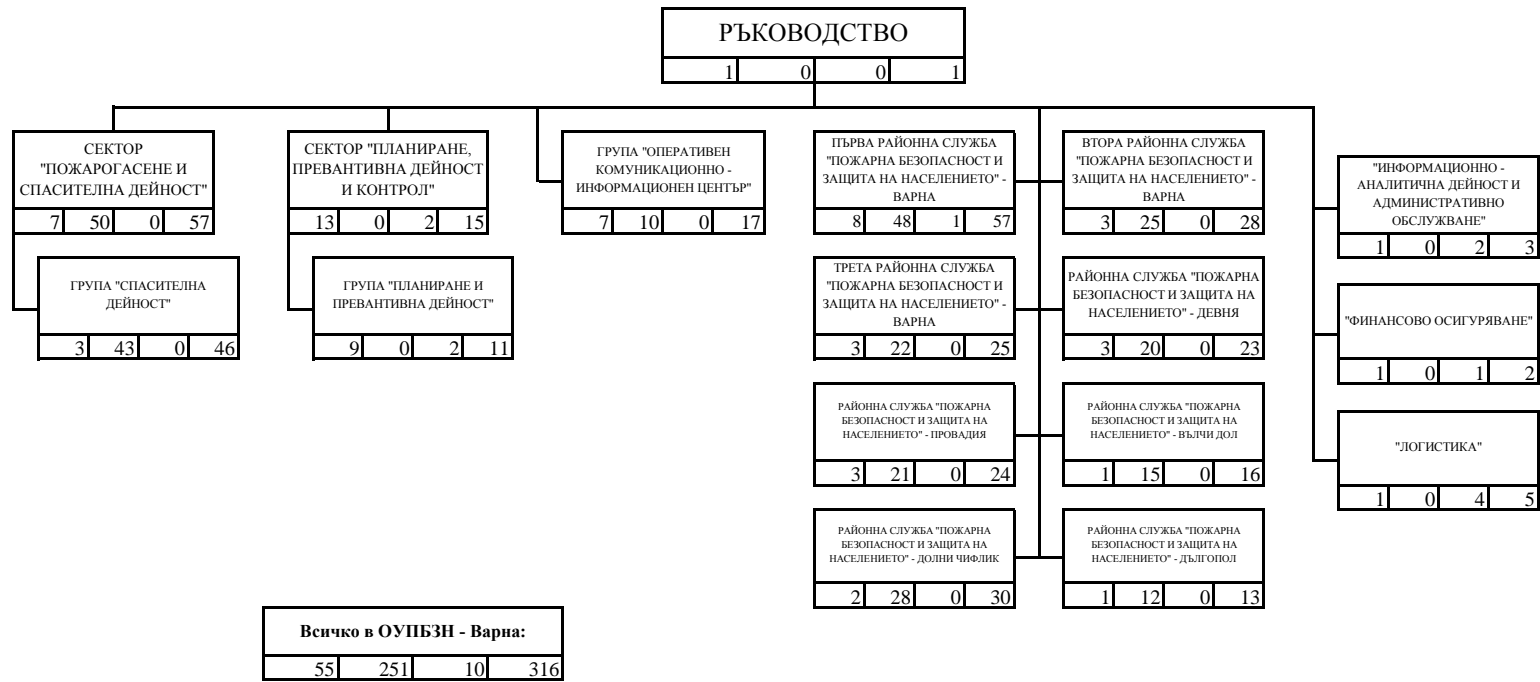 РЪКОВОДСТВО
1 0 0 1
СЕКТОР
"ПОЖАРОГАСЕНЕ И
СПАСИТЕЛНА ДЕЙНОСТ"
7 50 0 57
ГРУПА "СПАСИТЕЛНА
ДЕЙНОСТ"
3 43 0 46
СЕКТОР "ПЛАНИРАНЕ,
ПРЕВАНТИВНА ДЕЙНОСТ
И КОНТРОЛ"
13 0 2 15
ГРУПА "ПЛАНИРАНЕ И
ПРЕВАНТИВНА ДЕЙНОСТ"
9 0 2 11
ГРУПА "ОПЕРАТИВЕН
КОМУНИКАЦИОННО -
ИНФОРМАЦИОНЕН ЦЕНТЪР"
7 10 0 17
ПЪРВА РАЙОННА СЛУЖБА
"ПОЖАРНА БЕЗОПАСНОСТ И
ЗАЩИТА НА НАСЕЛЕНИЕТО" -
ВАРНА
8 48 1 57
ВТОРА РАЙОННА СЛУЖБА
"ПОЖАРНА БЕЗОПАСНОСТ И
ЗАЩИТА НА НАСЕЛЕНИЕТО" -
ВАРНА
3 25 0 28
ТРЕТА РАЙОННА СЛУЖБА
"ПОЖАРНА БЕЗОПАСНОСТ И
ЗАЩИТА НА НАСЕЛЕНИЕТО" -
ВАРНА
3 22 0 25
РАЙОННА СЛУЖБА "ПОЖАРНА
БЕЗОПАСНОСТ И ЗАЩИТА НА
НАСЕЛЕНИЕТО" - ДЕВНЯ
3 20 0 23
РАЙОННА СЛУЖБА "ПОЖАРНА
БЕЗОПАСНОСТ И ЗАЩИТА НА
НАСЕЛЕНИЕТО" - ПРОВАДИЯ
3 21 0 24
РАЙОННА СЛУЖБА "ПОЖАРНА
БЕЗОПАСНОСТ И ЗАЩИТА НА
НАСЕЛЕНИЕТО" - ВЪЛЧИ ДОЛ
1 15 0 16
РАЙОННА СЛУЖБА "ПОЖАРНА
БЕЗОПАСНОСТ И ЗАЩИТА НА
НАСЕЛЕНИЕТО" - ДОЛНИ ЧИФЛИК
2 28 0 30
РАЙОННА СЛУЖБА "ПОЖАРНА
БЕЗОПАСНОСТ И ЗАЩИТА НА
НАСЕЛЕНИЕТО" - ДЪЛГОПОЛ
1 12 0 13
"ИНФОРМАЦИОННО -
АНАЛИТИЧНА ДЕЙНОСТ И
АДМИНИСТРАТИВНО
ОБСЛУЖВАНЕ"
1 0 2 3
"ФИНАНСОВО ОСИГУРЯВАНЕ"
1 0 1 2
"ЛОГИСТИКА"
1 0 4 5
Всичко в ОУПБЗН - Варна:
55 251 10 316